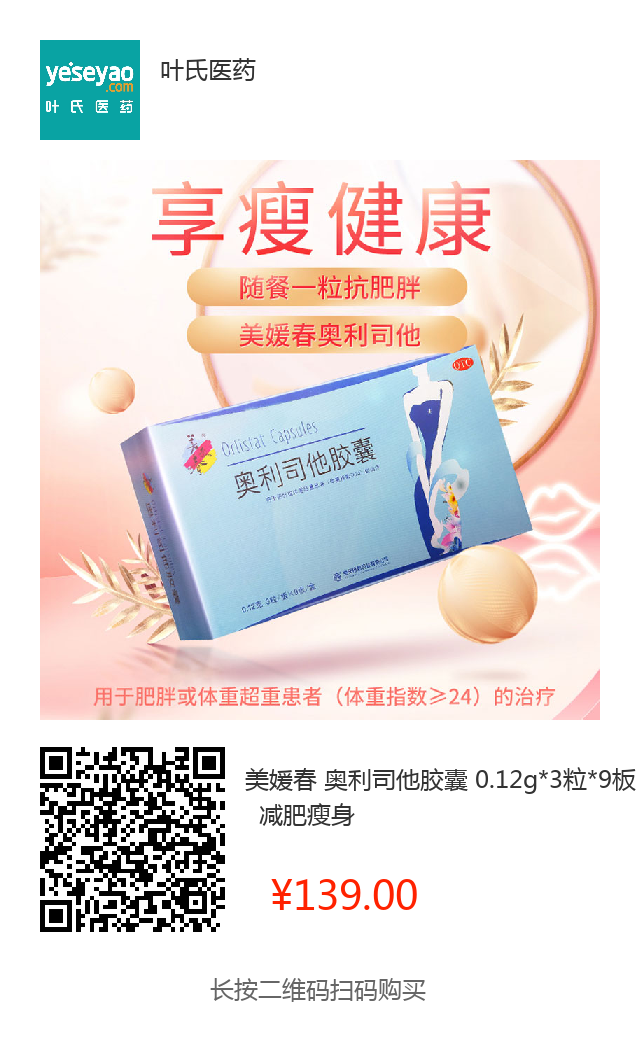 yeseyao
.com
叶氏医药
叶氏医药
享瘦健康
随餐一粒抗肥胖
美媛春奥利司他
OTC
美媛春
Orlistat Capsules
奥利司他胶囊
用于肥胖或体重超重患者（体重指数≥24）的治疗
美媛春 奥利司他胶囊 0.12g*3粒*9板
减肥瘦身
¥139.00
长按二维码扫码购买